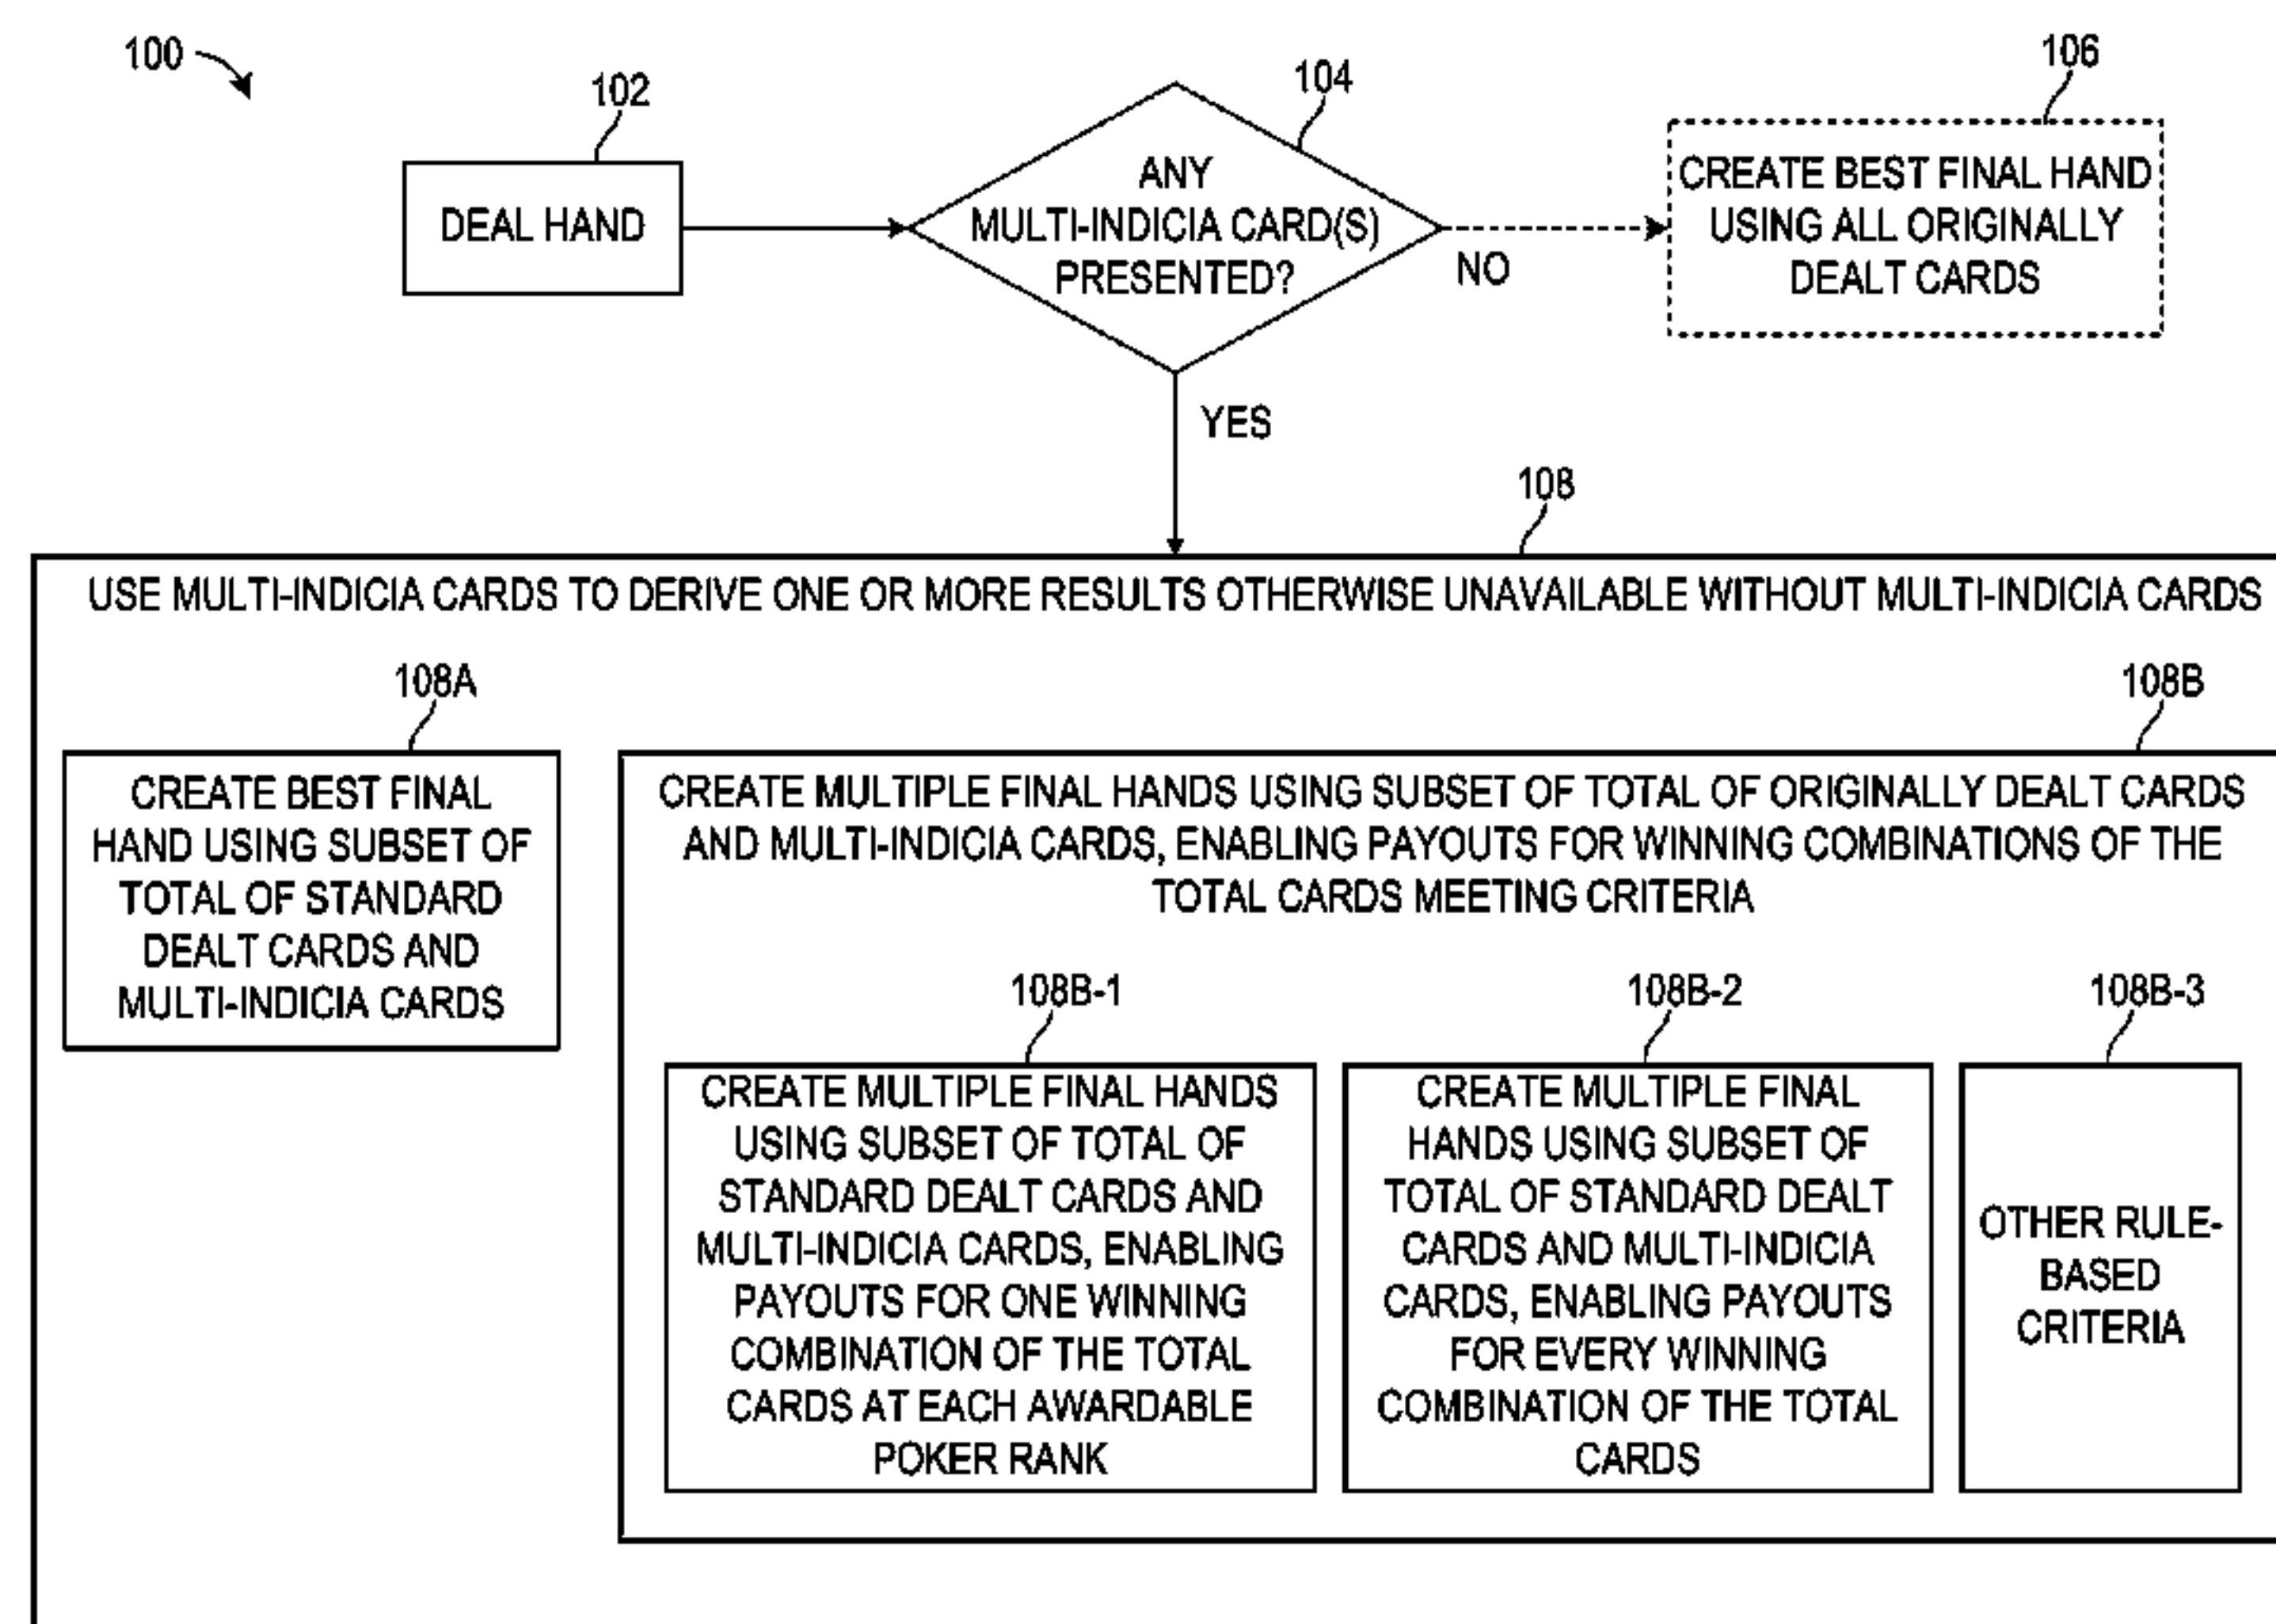 100
102
104
106
DEAL HAND
ANY
MULTI-INDICIA CARD(S)
PRESENTED?
NO
CREATE BEST FINAL HAND
USING ALL ORIGINALLY
DEALT CARDS
YES
108
USE MULTI-INDICIA CARDS TO DERIVE ONE OR MORE RESULTS OTHERWISE UNAVAILABLE WITHOUT MULTI-INDICIA CARDS
108A
CREATE BEST FINAL
HAND USING SUBSET OF
TOTAL OF STANDARD
DEALT CARDS AND
MULTI-INDICIA CARDS
108B
CREATE MULTIPLE FINAL HANDS USING SUBSET OF TOTAL OF ORIGINALLY DEALT CARDS
AND MULTI-INDICIA CARDS, ENABLING PAYOUTS FOR WINNING COMBINATIONS OF THE
TOTAL CARDS MEETING CRITERIA
108B-1
CREATE MULTIPLE FINAL HANDS
USING SUBSET OF TOTAL OF
STANDARD DEALT CARDS AND
MULTI-INDICIA CARDS, ENABLING
PAYOUTS FOR ONE WINNING
COMBINATION OF THE TOTAL
CARDS AT EACH AWARDABLE
POKER RANK
108B-2
CREATE MULTIPLE FINAL
HANDS USING SUBSET OF
TOTAL OF STANDARD DEALT
CARDS AND MULTI-INDICIA
CARDS, ENABLING PAYOUTS
FOR EVERY WINNING
COMBINATION OF THE TOTAL
CARDS
108B-3
OTHER RULE-
BASED
CRITERIA